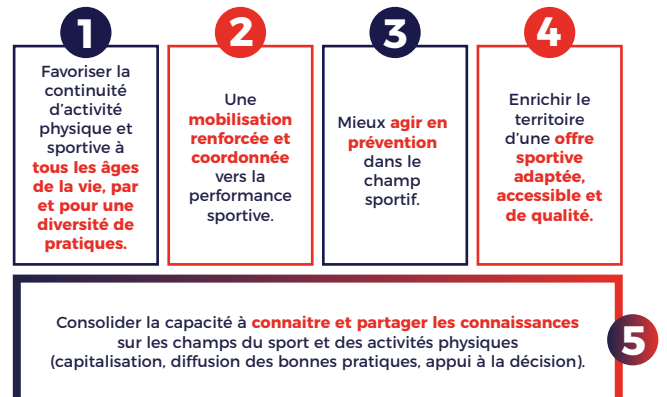 1
Favoriser la
continuité
d'activité
physique et
sportive à
tous les âges
de la vie, par
et pour une
diversité de
pratiques.
2
Une
mobilisation
renforcée et
coordonnée
vers la
performance
sportive.
3
Mieux agir en
prévention
dans le
champ
sportif.
4
Enrichir le
territoire
d'une offre
sportive
adaptée,
accessible et
de qualité.
Consolider la capacité à connaitre et partager les connaissances
sur les champs du sport et des activités physiques
(capitalisation, diffusion des bonnes pratiques, appui à la décision).
5